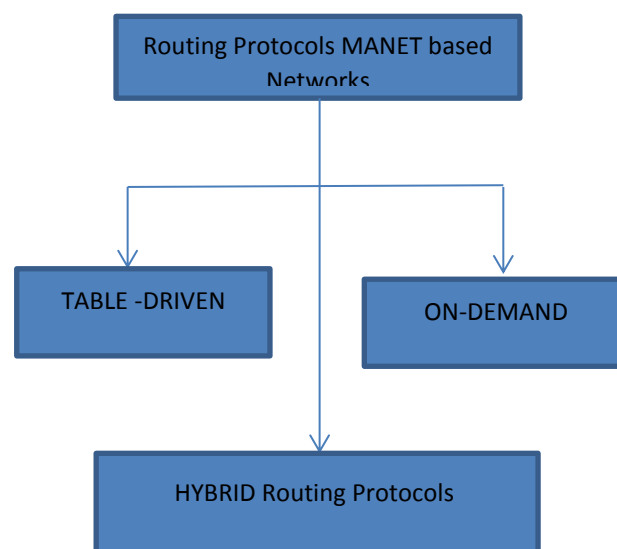 Routing Protocols MANET based
Networks
TABLE -DRIVEN
ON-DEMAND
HYBRID Routing Protocols